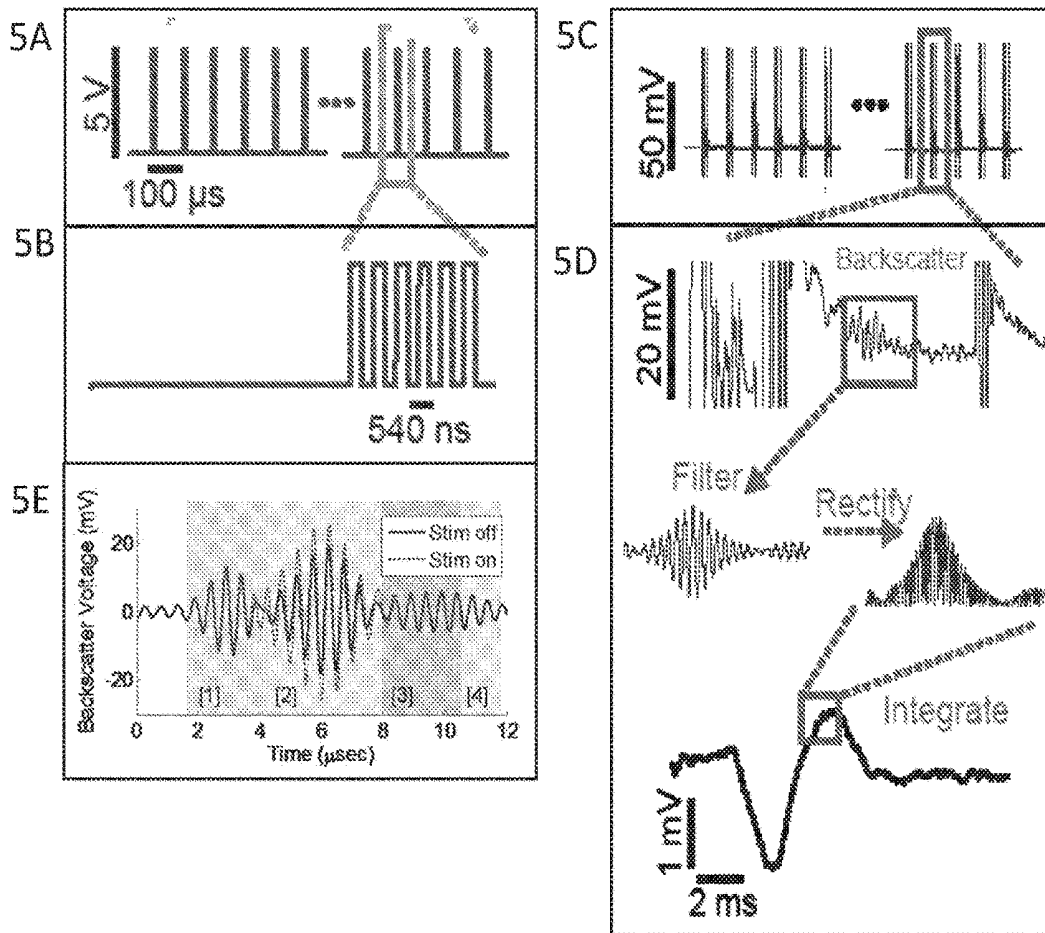 5A
5 V
100 µs
5B
540 ns
5E
Backscatter Voltage (mV)
20
0
-20
Stim off
Stim on
[1]
[2]
[3]
[4]
0
2
4
6
8
10
12
Time (µsec)
5C
50 mV
5D
Backscatter
20 mV
Filter
Rectify
Integrate
1 mV
2 ms